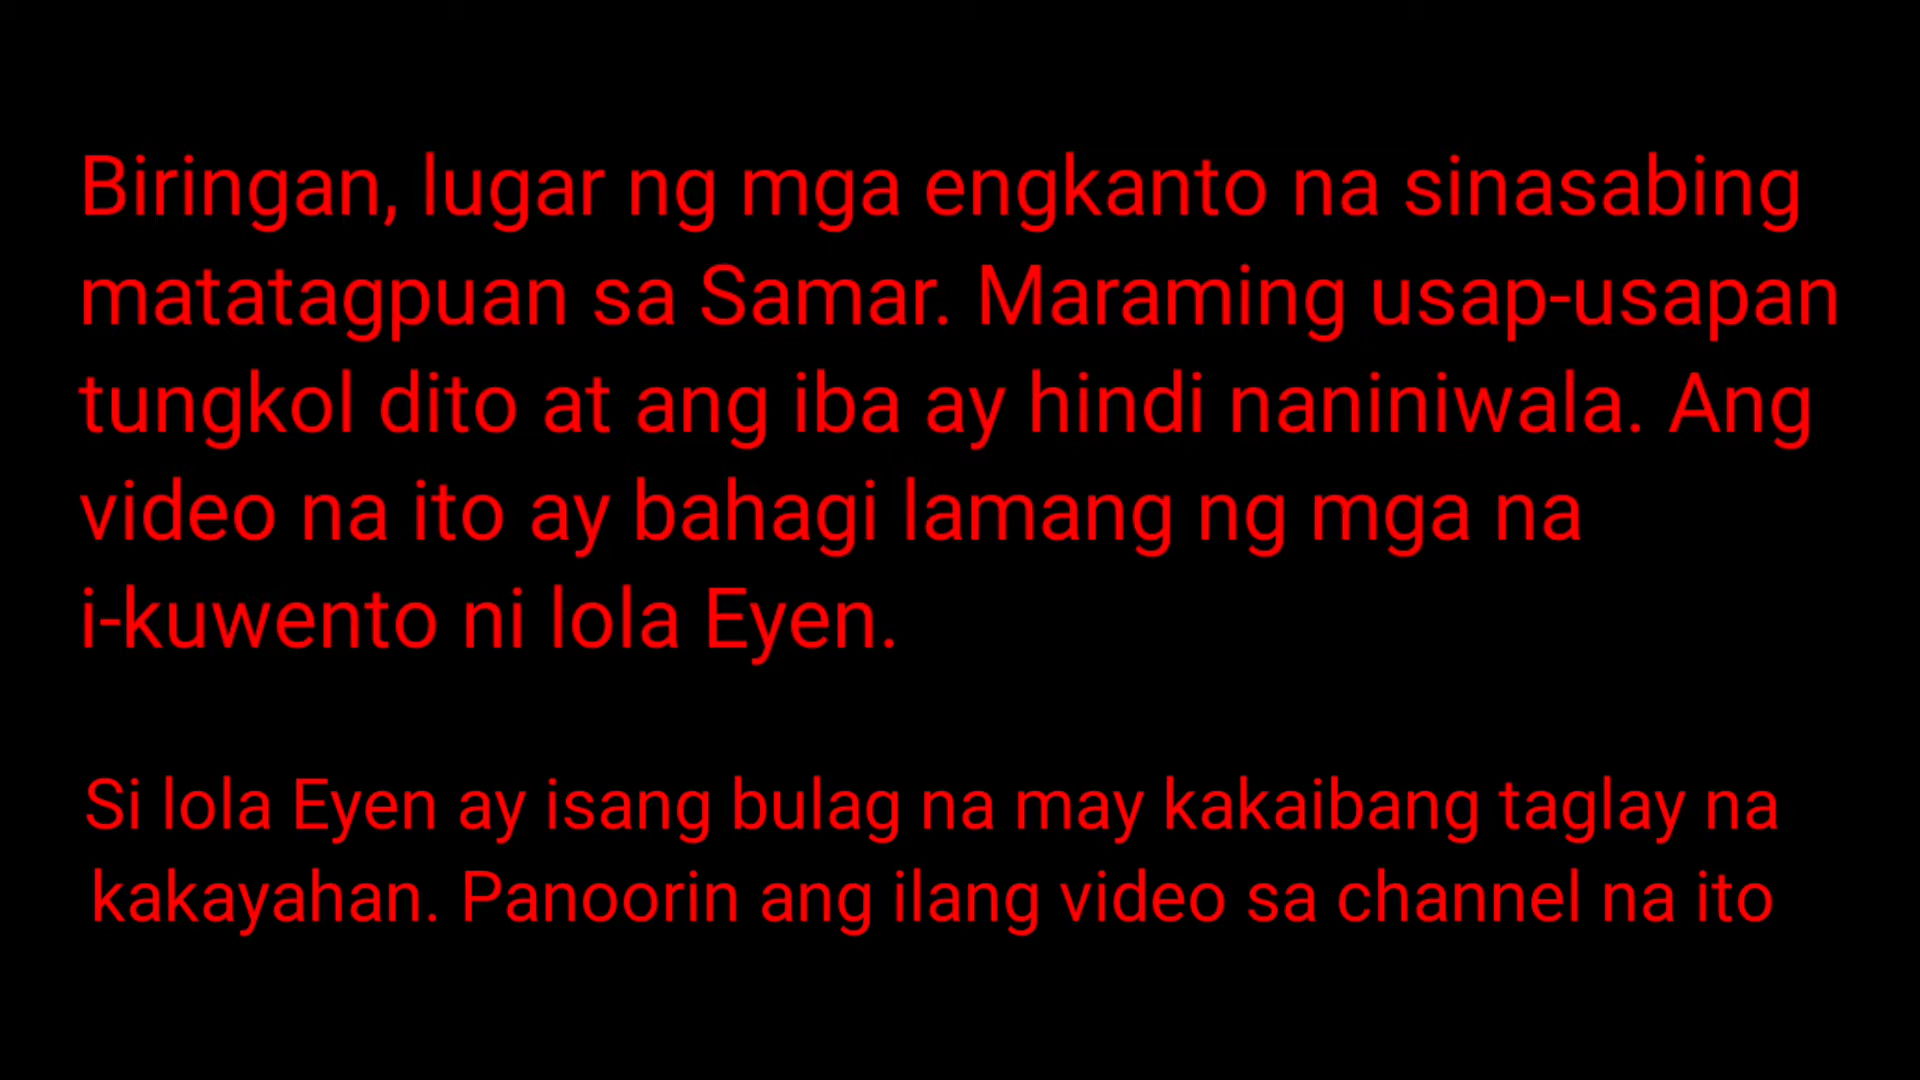 Biringan, lugar ng mga engkanto na sinasabing
matatagpuan sa Samar. Maraming usap-usapan
tungkol dito at ang iba ay hindi naniniwala. Ang
video na ito ay bahagi lamang ng mga na
i-kuwento ni lola Eyen.
Si lola Eyen ay isang bulag na may kakaibang taglay na
kakayahan. Panoorin ang ilang video sa channel na ito